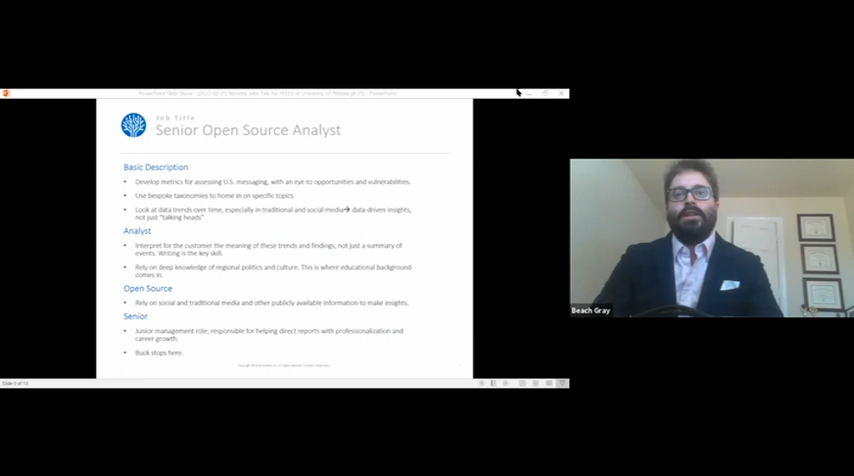 Job Title
Senior Open Source Analyst
Basic Description
• Develop metrics for assessing U.S. messaging, with an eye to opportunities and vulnerabilities.
• Use bespoke taxonomies to home in on specific topics
• Look at data trends over time, especially in traditional and social media→ data-driven insights,
not just "talking heads"
Analyst
• Interpret for the customer the meaning of these trends and findings, not just a summary of
events. Writing is the key skill.
• Rely on deep knowledge of regional politics and culture. This is where educational background
comes in.
Open Source
• Rely on social and traditional media and other publicly available information to make insights.
Senior
• Junior management role; responsible for helping direct reports with professionalization and
career growth.
• Buck stops here.
Beach Gray